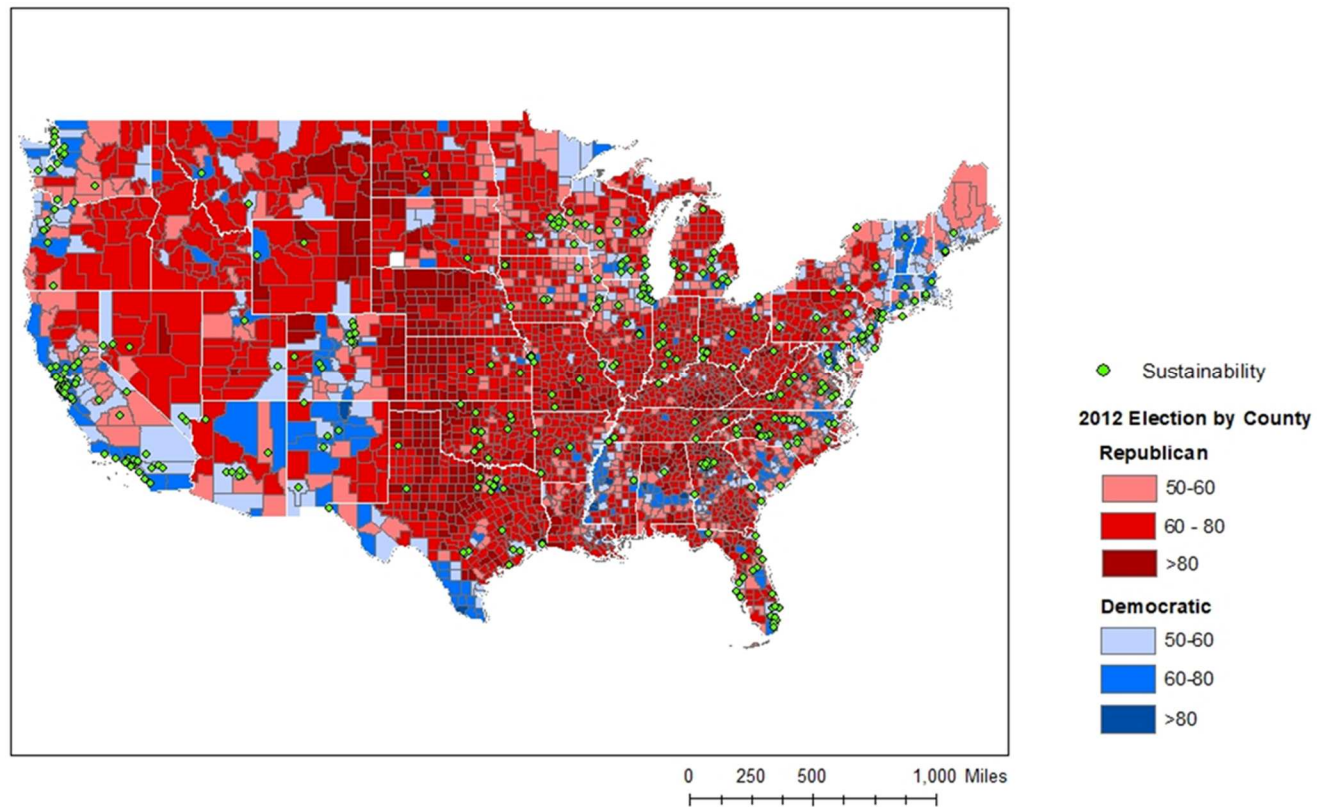 Sustainability
2012 Election by County
Republican
50-60
60 - 80
>80
Democratic
50-60
60-80
>80
0 250 500 1,000 Miles